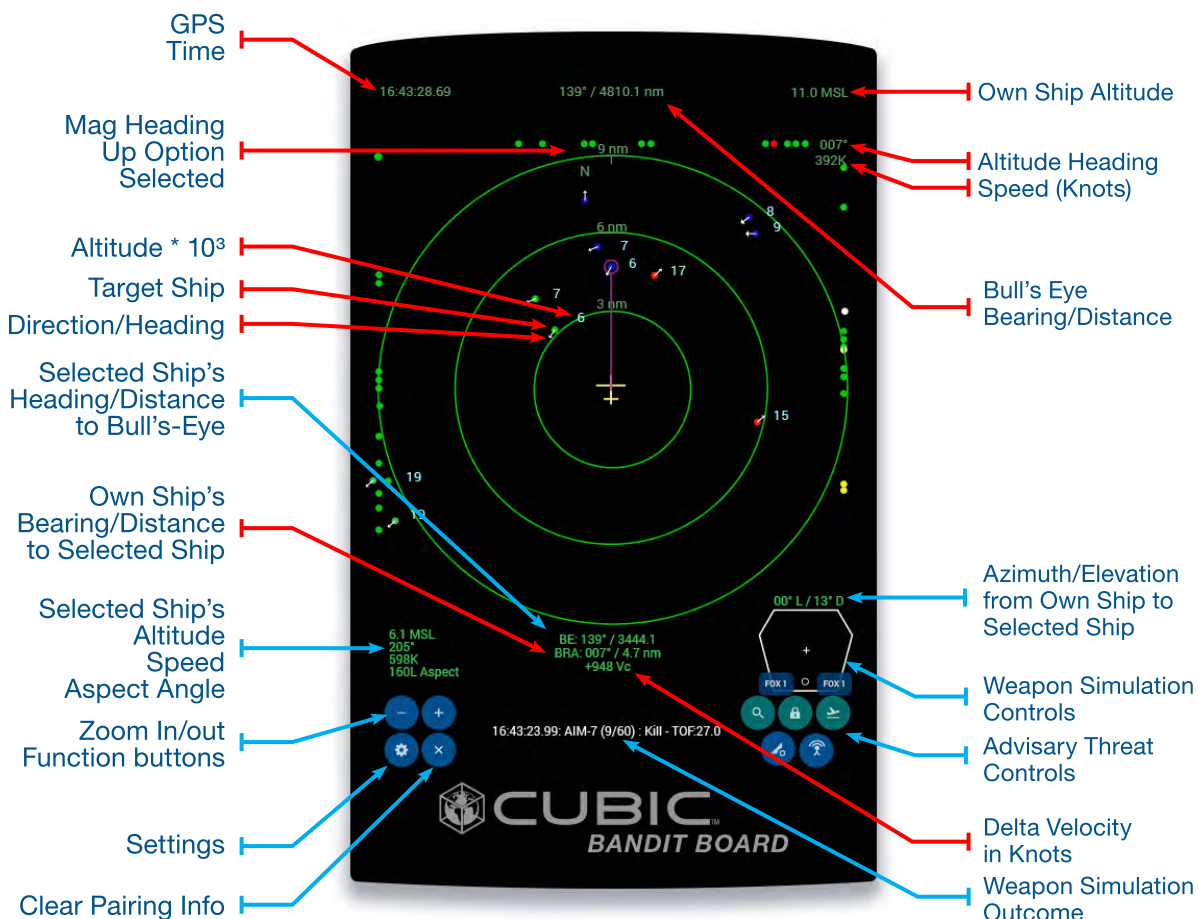 GPS
Time
16:43:28.69
139° / 4810.1 nm
11.0 MSL
Own Ship Altitude
Mag Heading
Up Option
Selected
9 nm
N
007°
392K
Altitude Heading
Speed (Knots)
8
9
6 nm
7
6
17
Altitude * 10³
Target Ship
Direction/Heading
7
3 nm
6
Bull's Eye
Bearing/Distance
Selected Ship's
Heading/Distance
to Bull's-Eye
15
19
19
Own Ship's
Bearing/Distance
to Selected Ship
Azimuth/Elevation
from Own Ship to
Selected Ship
00° L / 13° D
Selected Ship's
Altitude
Speed
Aspect Angle
6.1 MSL
205°
598K
160L Aspect
BE: 139° / 3444.1
BRA: 007° / 4.7 nm
+948 Vc
FOX 1
FOX 1
Weapon Simulation
Controls
Zoom In/out
Function buttons
16:43:23.99: AIM-7 (9/60) : Kill - TOF:27.0
Advisary Threat
Controls
CUBIC™
BANDIT BOARD
Settings
Delta Velocity
in Knots
Clear Pairing Info
Weapon Simulation
Outcome